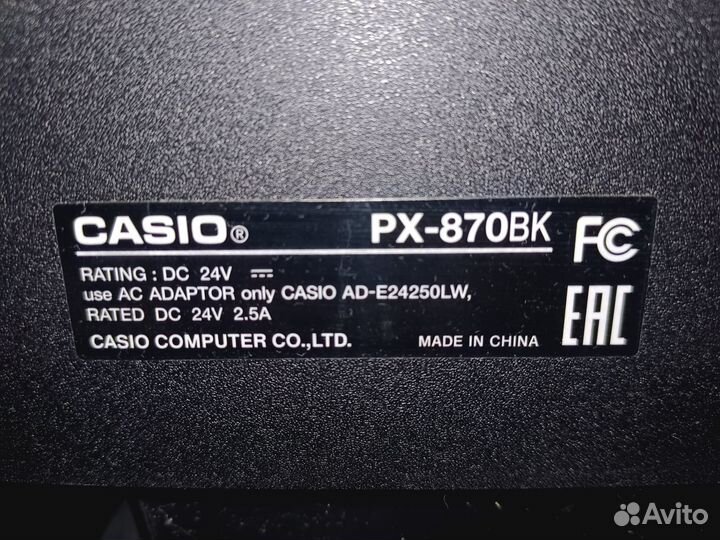 CASIO® PX-870BK FC
RATING : DC 24V ⎓
use AC ADAPTOR only CASIO AD-E24250LW,
RATED DC 24V 2.5A
CASIO COMPUTER CO.,LTD. MADE IN CHINA EAC
Avito